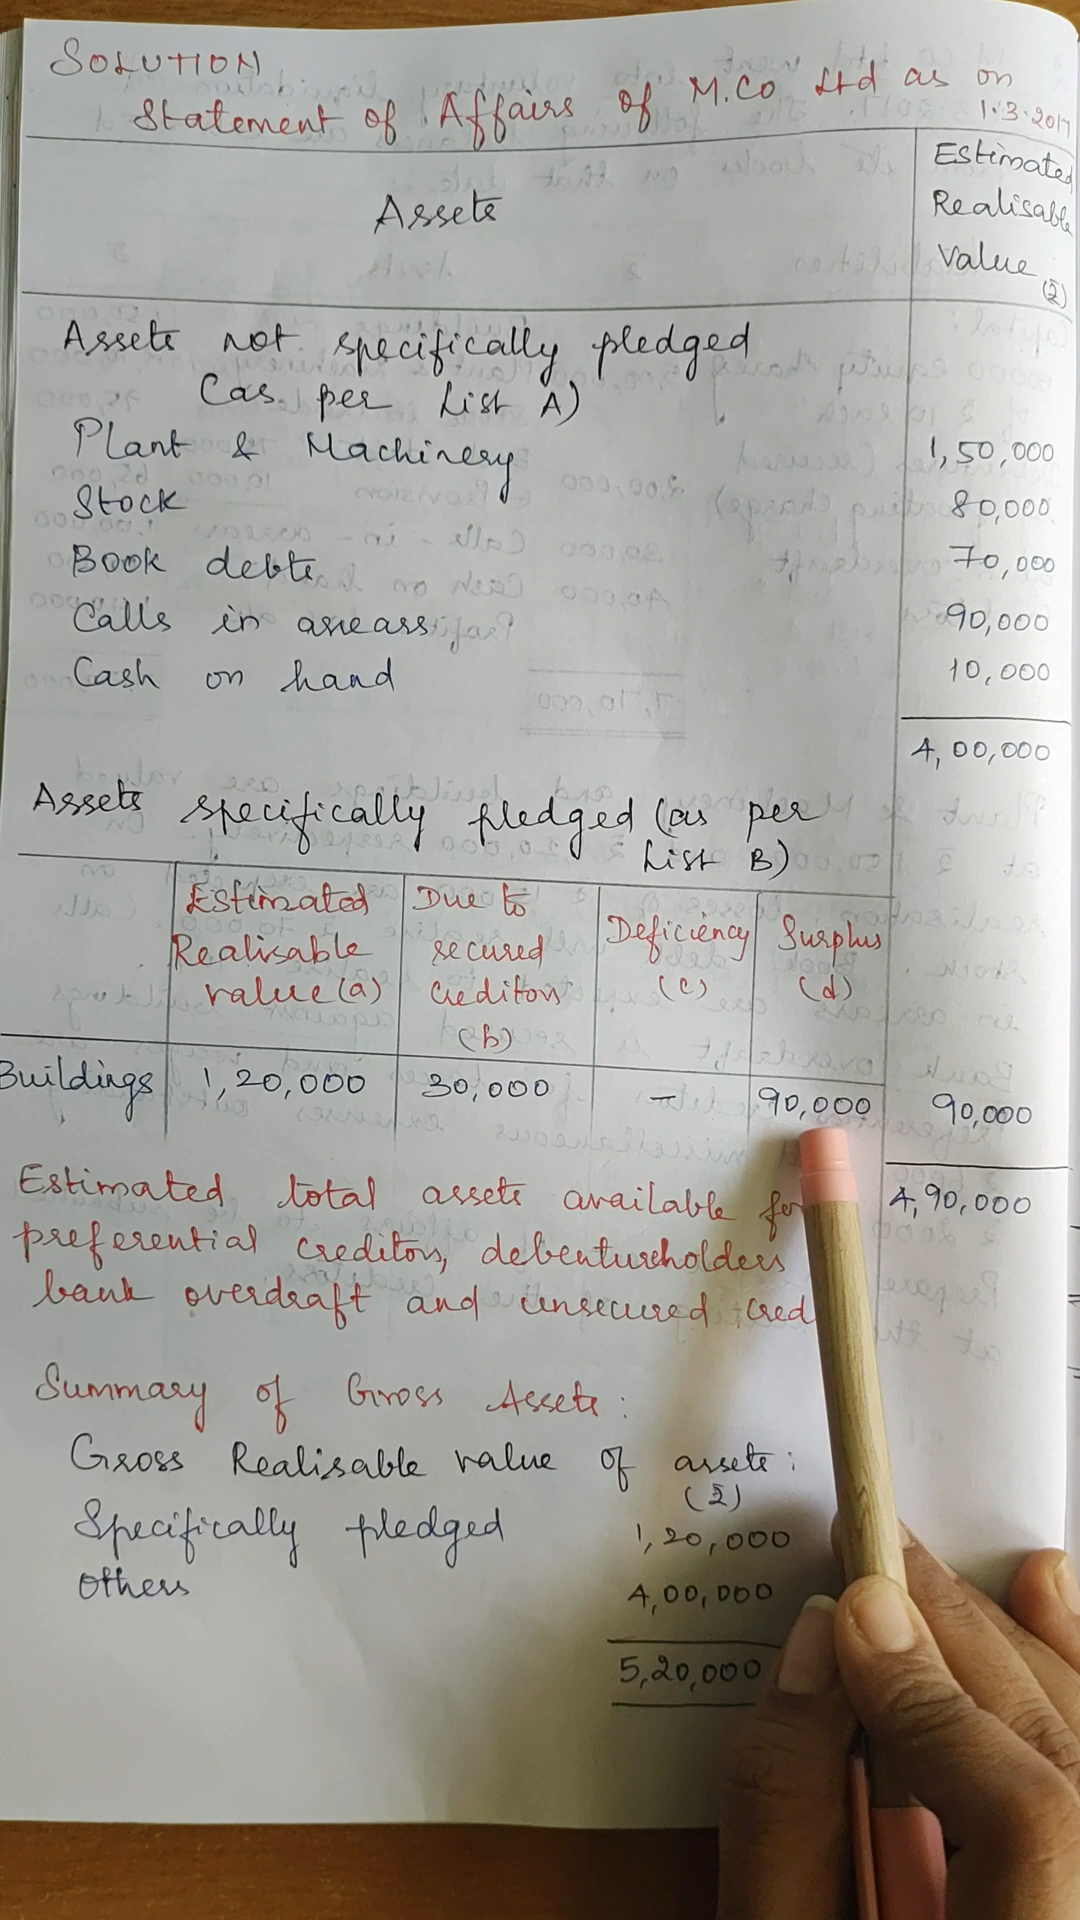 SOLUTION
Statement of Affairs of M.Co Ltd as on
1.3.2017
Assets
Estimated
Realisable
Value
(₹)
Assets not specifically pledged
(as per List A)
Plant & Machinery 1,50,000
Stock 80,000
Book debts 70,000
Calls in arrears 90,000
Cash on hand 10,000
4,00,000
Assets specifically pledged (as per
List B)
Estimated
Realisable
value (a)
Due to
secured
Creditors
(b)
Deficiency
(c)
Surplus
(d)
Buildings 1,20,000 30,000 - 90,000 90,000
Estimated total assets available for 4,90,000
preferential Creditors, debentureholders
bank overdraft and unsecured cred
Summary of Gross Assets:
Gross Realisable value of assets:
(₹)
Specifically pledged 1,20,000
Others 4,00,000
5,20,000